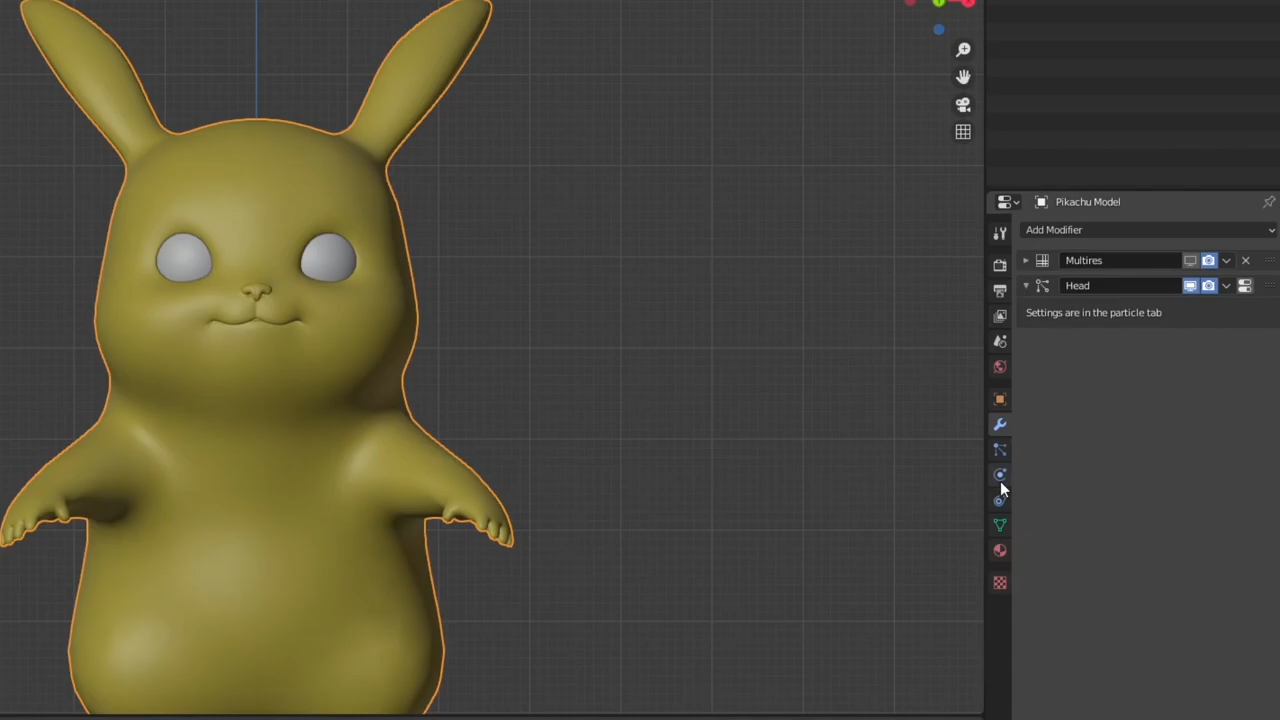 Pikachu Model
Add Modifier
Multires
Head
Settings are in the particle tab